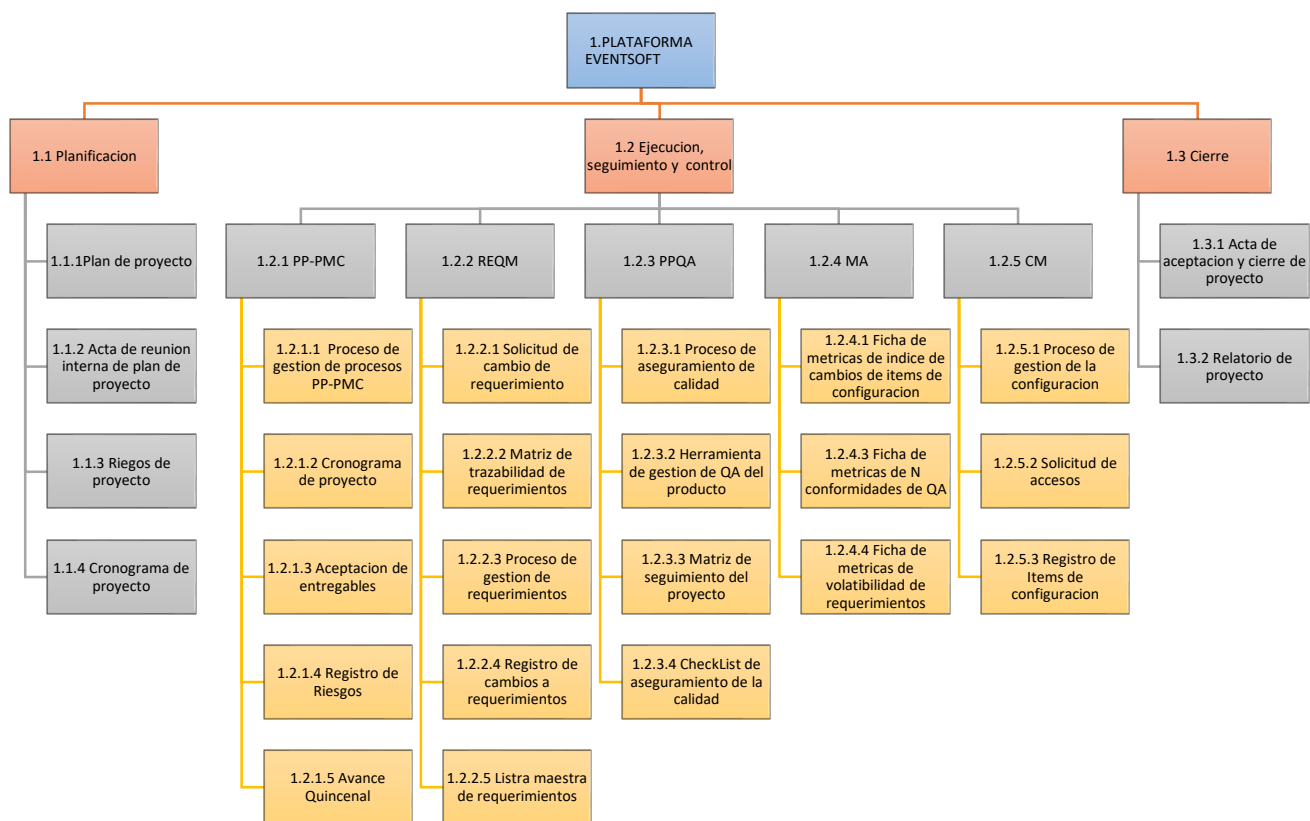 1.PLATAFORMA
EVENTSOFT
1.1 Planificacion
1.2 Ejecucion,
seguimiento y control
1.3 Cierre
1.1.1Plan de proyecto
1.1.2 Acta de reunion
interna de plan de
proyecto
1.1.3 Riegos de
proyecto
1.1.4 Cronograma de
proyecto
1.2.1 PP-PMC
1.2.1.1 Proceso de
gestion de procesos
PP-PMC
1.2.1.2 Cronograma
de proyecto
1.2.1.3 Aceptacion de
entregables
1.2.1.4 Registro de
Riesgos
1.2.1.5 Avance
Quincenal
1.2.2 REQM
1.2.2.1 Solicitud de
cambio de
requerimiento
1.2.2.2 Matriz de
trazabilidad de
requerimientos
1.2.2.3 Proceso de
gestion de
requerimientos
1.2.2.4 Registro de
cambios a
requerimientos
1.2.2.5 Listra maestra
de requerimientos
1.2.3 PPQA
1.2.3.1 Proceso de
aseguramiento de
calidad
1.2.3.2 Herramienta
de gestion de QA del
producto
1.2.3.3 Matriz de
seguimiento del
proyecto
1.2.3.4 CheckList de
aseguramiento de la
calidad
1.2.4 MA
1.2.4.1 Ficha de
metricas de indice de
cambios de items de
configuracion
1.2.4.3 Ficha de
metricas de N
conformidades de QA
1.2.4.4 Ficha de
metricas de
volatibilidad de
requerimientos
1.2.5 CM
1.2.5.1 Proceso de
gestion de la
configuracion
1.2.5.2 Solicitud de
accesos
1.2.5.3 Registro de
Items de
configuracion
1.3.1 Acta de
aceptacion y cierre de
proyecto
1.3.2 Relatorio de
proyecto